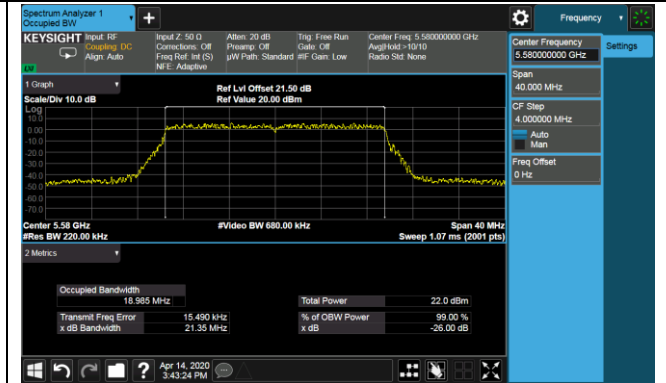 Spectrum Analyzer 1
Occupied BW
+
Frequency
KEYSIGHT
Input: RF
Coupling: DC
Align: Auto
Input Z: 50 Ω
Corrections: Off
Freq Ref: Int (S)
NFE: Adaptive
Atten: 20 dB
Preamp: Off
µW Path: Standard
Trig: Free Run
Gate: Off
#IF Gain: Low
Center Freq: 5.580000000 GHz
Avg|Hold:>10/10
Radio Std: None
Center Frequency
5.580000000 GHz
Settings
Span
40.000 MHz
CF Step
4.000000 MHz
Auto
Man
Freq Offset
0 Hz
1 Graph
Scale/Div 10.0 dB
Ref Lvl Offset 21.50 dB
Ref Value 20.00 dBm
Log
10.0
0.00
-10.0
-20.0
-30.0
-40.0
-50.0
-60.0
-70.0
Center 5.58 GHz
#Video BW 680.00 kHz
Span 40 MHz
#Res BW 220.00 kHz
Sweep 1.07 ms (2001 pts)
2 Metrics
Occupied Bandwidth
18.985 MHz
Total Power
22.0 dBm
Transmit Freq Error
15.490 kHz
% of OBW Power
99.00 %
x dB Bandwidth
21.35 MHz
x dB
-26.00 dB
?
Apr 14, 2020
3:43:24 PM